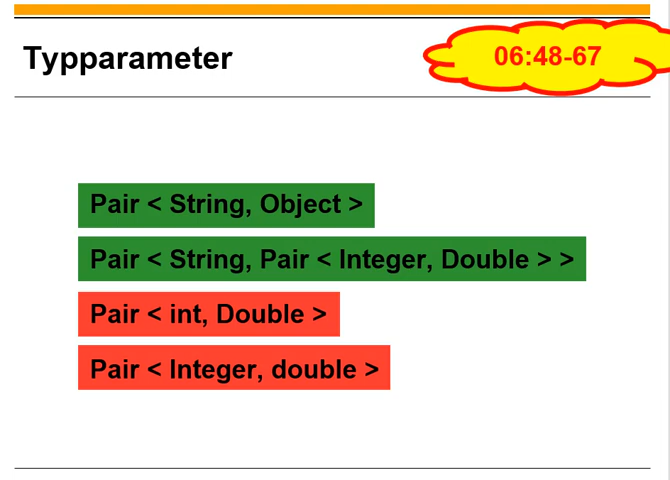 Typparameter
06:48-67
Pair < String, Object >
Pair < String, Pair < Integer, Double > >
Pair < int, Double >
Pair < Integer, double >